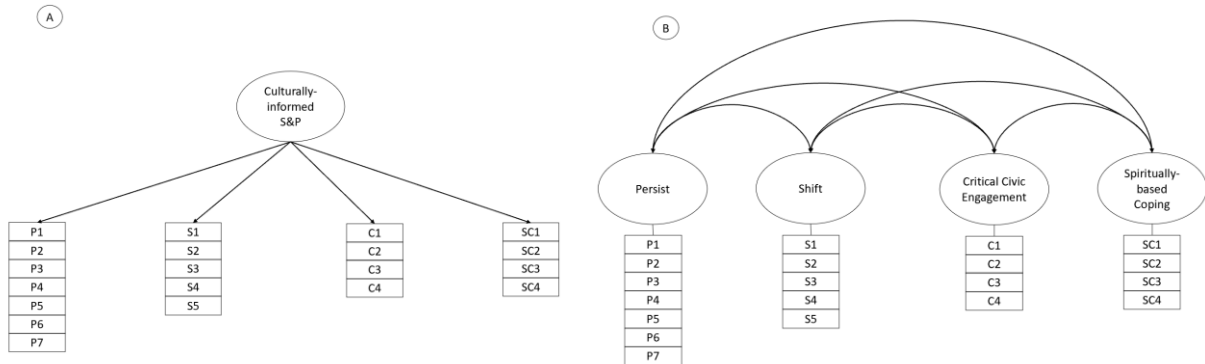 A
Culturally-
informed
S&P
P1
P2
P3
P4
P5
P6
P7
S1
S2
S3
S4
S5
C1
C2
C3
C4
SC1
SC2
SC3
SC4
B
Persist
Shift
Critical Civic
Engagement
Spiritually-
based
Coping
P1
P2
P3
P4
P5
P6
P7
S1
S2
S3
S4
S5
C1
C2
C3
C4
SC1
SC2
SC3
SC4